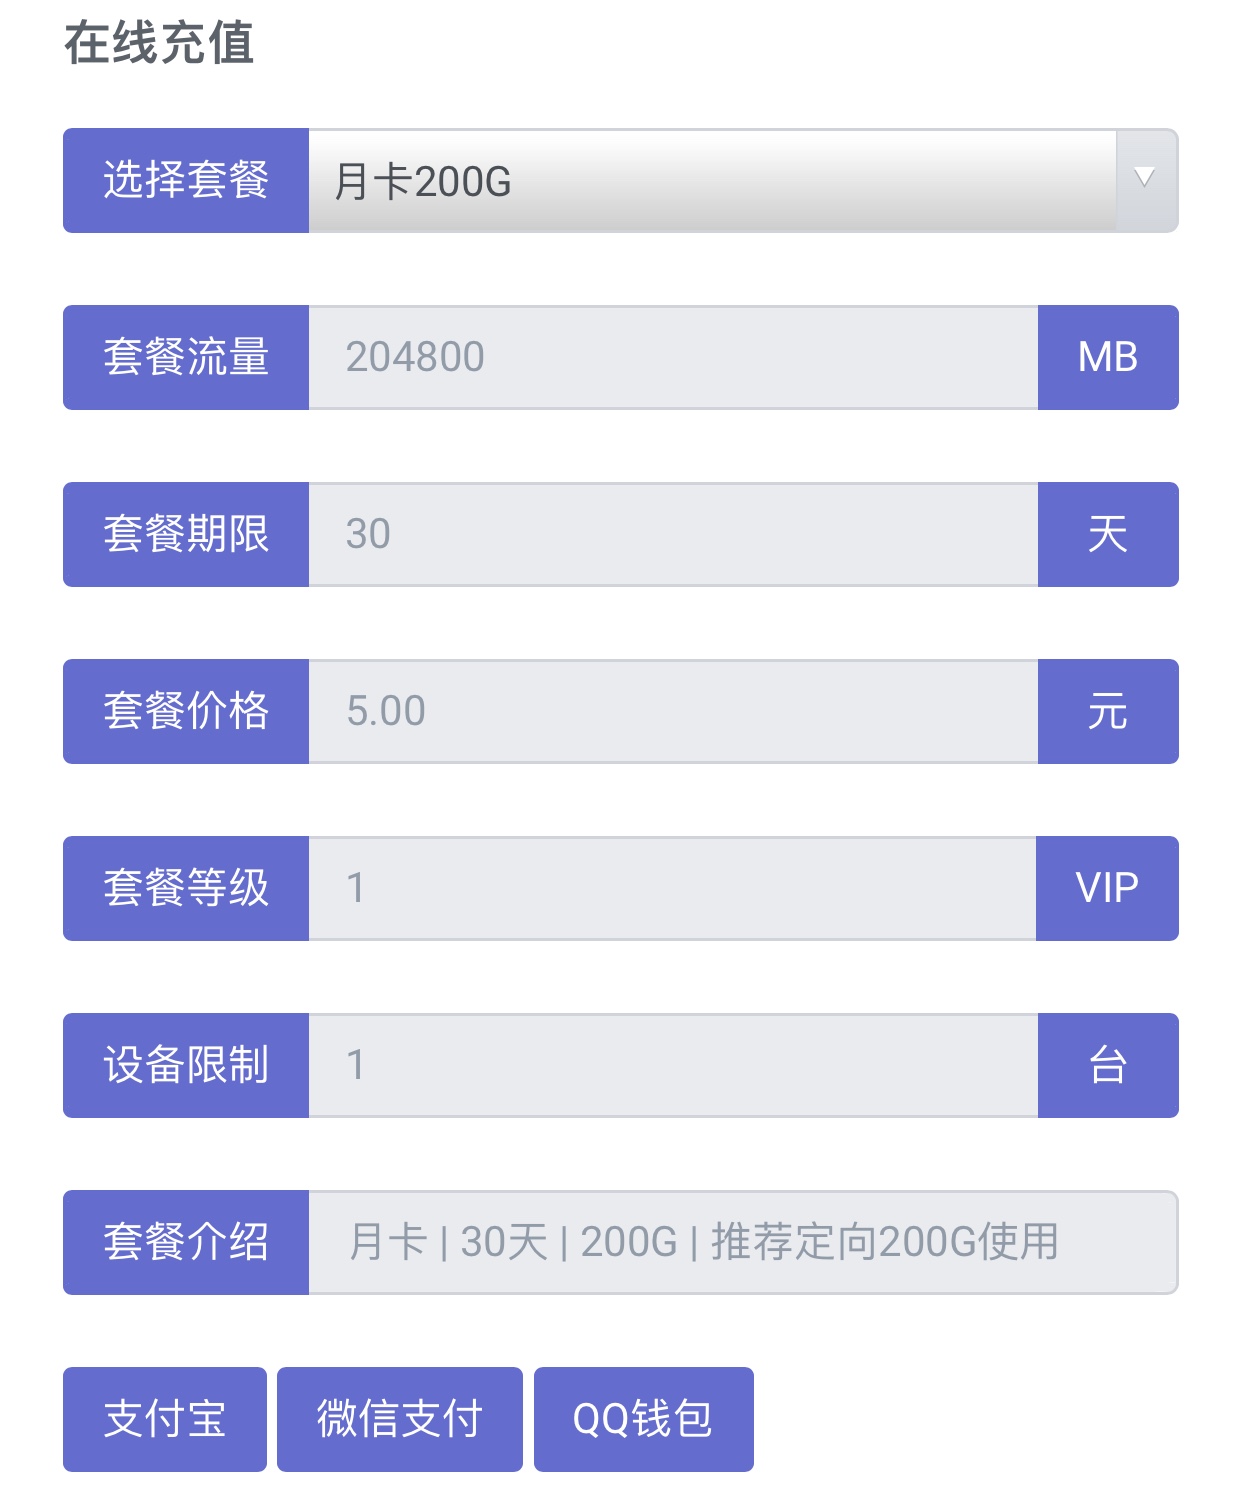 在线充值
选择套餐 月卡200G
套餐流量 204800 MB
套餐期限 30 天
套餐价格 5.00 元
套餐等级 1 VIP
设备限制 1 台
套餐介绍 月卡 | 30天 | 200G | 推荐定向200G使用
支付宝 微信支付 QQ钱包